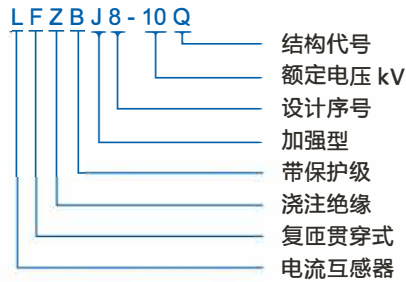 LFZBJ8-10Q
结构代号
额定电压 kV
设计序号
加强型
带保护级
浇注绝缘
复匝贯穿式
电流互感器